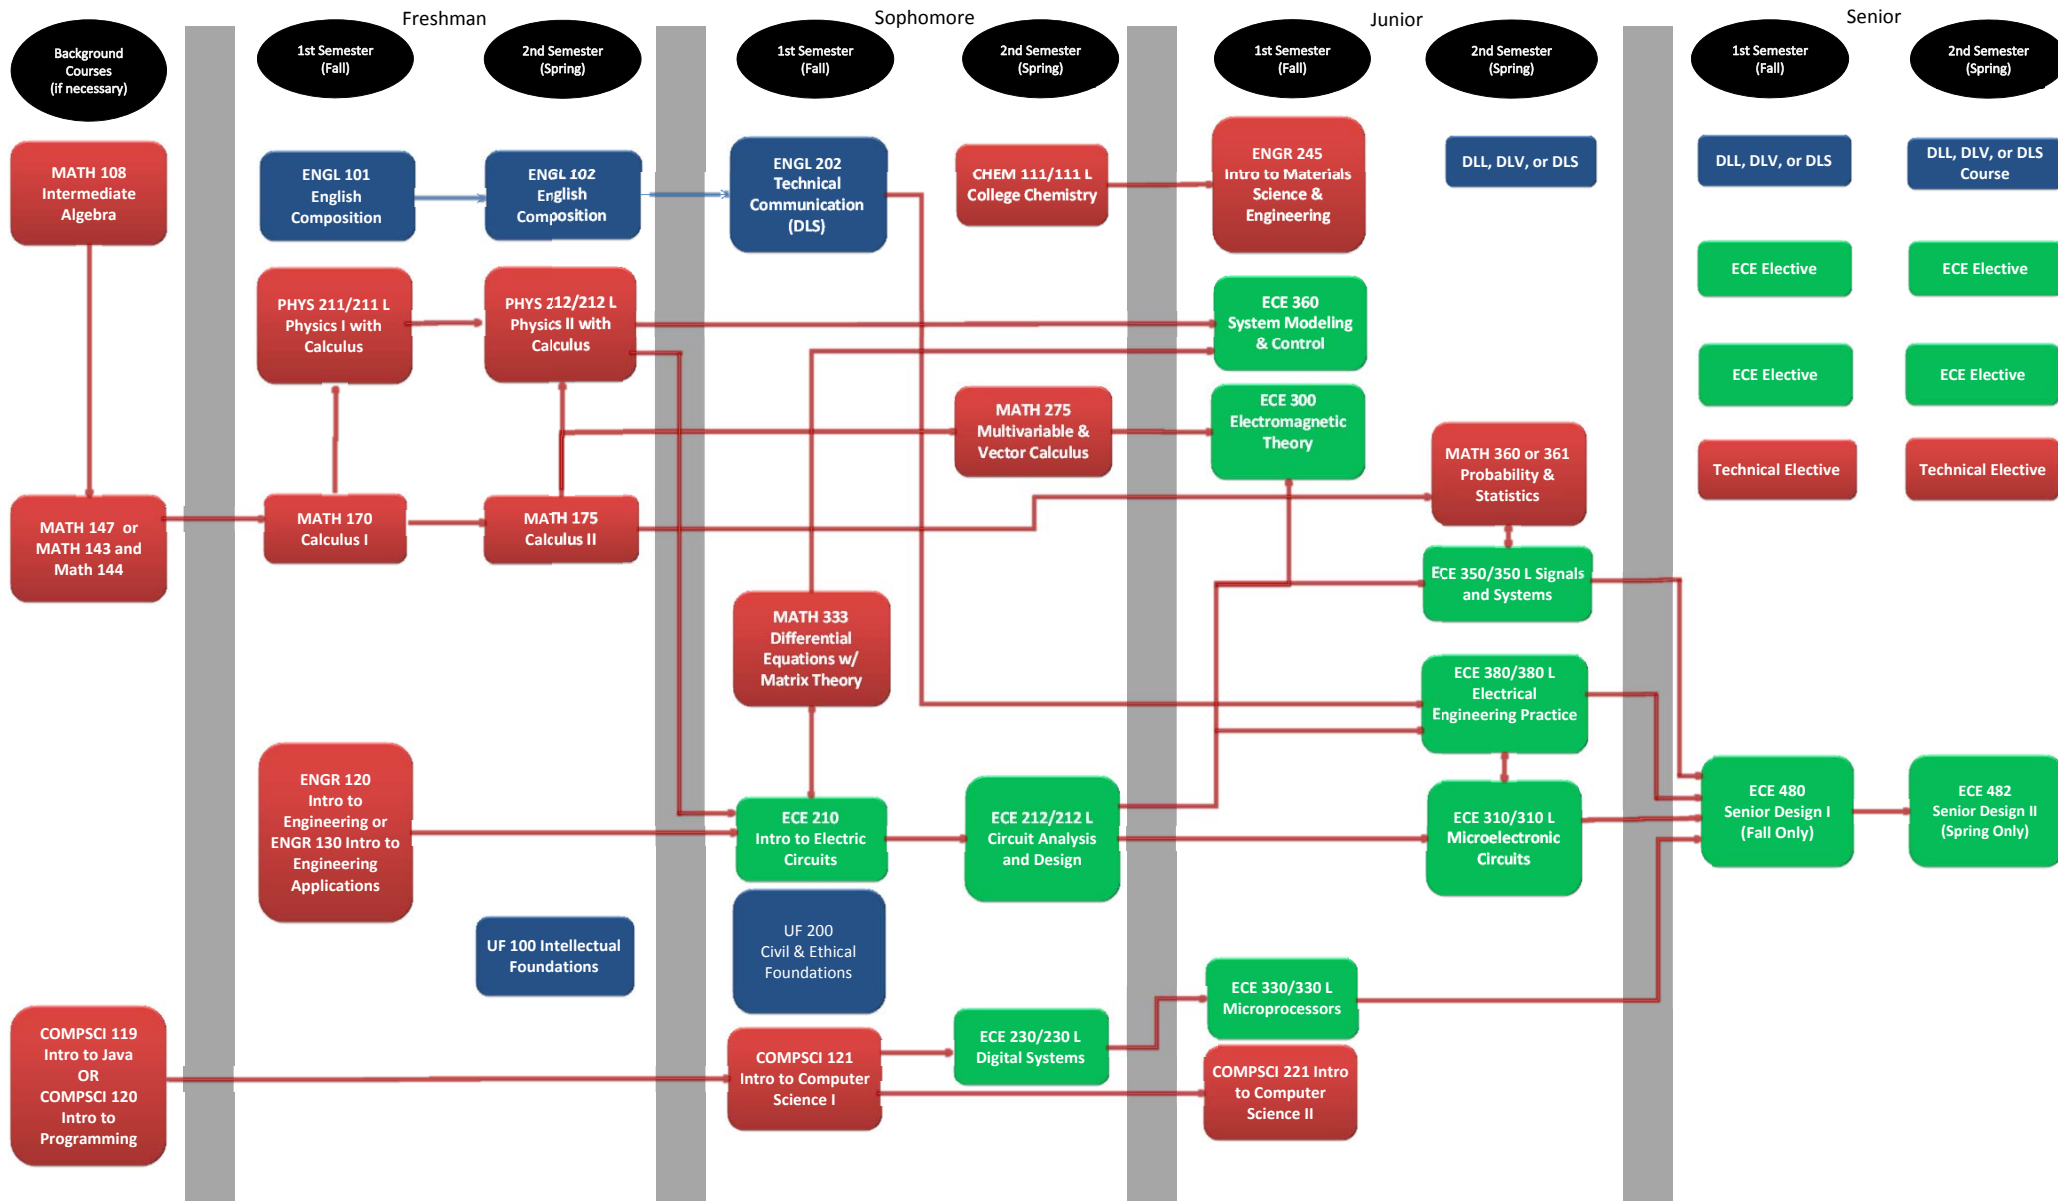 Freshman
Sophomore
Junior
Senior
Background
Courses
(if necessary)
1st Semester
(Fall)
2nd Semester
(Spring)
1st Semester
(Fall)
2nd Semester
(Spring)
1st Semester
(Fall)
2nd Semester
(Spring)
1st Semester
(Fall)
2nd Semester
(Spring)
MATH 108
Intermediate
Algebra
MATH 147 or
MATH 143 and
Math 144
COMPSCI 119
Intro to Java
OR
COMPSCI 120
Intro to
Programming
ENGL 101
English
Composition
PHYS 211/211 L
Physics I with
Calculus
MATH 170
Calculus I
ENGR 120
Intro to
Engineering or
ENGR 130 Intro to
Engineering
Applications
ENGL 102
English
Composition
PHYS 212/212 L
Physics II with
Calculus
MATH 175
Calculus II
UF 100 Intellectual
Foundations
ENGL 202
Technical
Communication
(DLS)
MATH 333
Differential
Equations w/
Matrix Theory
ECE 210
Intro to Electric
Circuits
UF 200
Civil & Ethical
Foundations
COMPSCI 121
Intro to Computer
Science I
CHEM 111/111 L
College Chemistry
MATH 275
Multivariable &
Vector Calculus
ECE 212/212 L
Circuit Analysis
and Design
ECE 230/230 L
Digital Systems
ENGR 245
Intro to Materials
Science &
Engineering
ECE 360
System Modeling
& Control
ECE 300
Electromagnetic
Theory
ECE 330/330 L
Microprocessors
COMPSCI 221 Intro
to Computer
Science II
DLL, DLV, or DLS
MATH 360 or 361
Probability &
Statistics
ECE 350/350 L Signals
and Systems
ECE 380/380 L
Electrical
Engineering Practice
ECE 310/310 L
Microelectronic
Circuits
DLL, DLV, or DLS
ECE Elective
ECE Elective
Technical Elective
ECE 480
Senior Design I
(Fall Only)
DLL, DLV, or DLS
Course
ECE Elective
ECE Elective
Technical Elective
ECE 482
Senior Design II
(Spring Only)